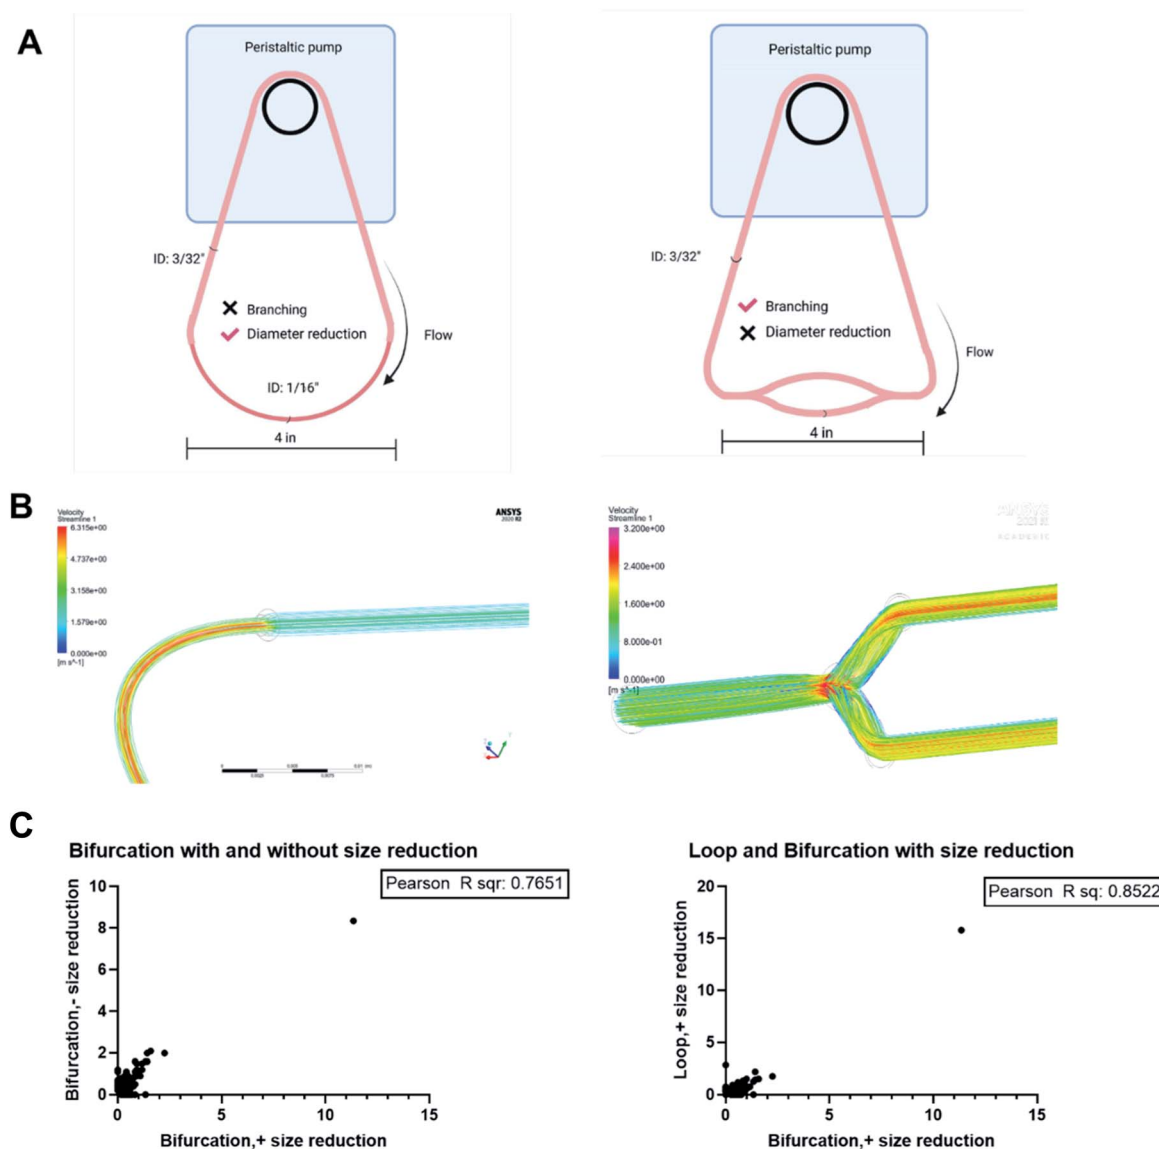 A
Peristaltic pump
ID: 3/32"
Branching
Diameter reduction
Flow
ID: 1/16"
4 in
Peristaltic pump
ID: 3/32"
Branching
Diameter reduction
Flow
4 in
B
Velocity
Streamline 1
6.315e+00
4.737e+00
3.158e+00
1.579e+00
0.000e+00
[m s^-1]
ANSYS
2020 R2
Velocity
Streamline 1
3.200e+00
2.400e+00
1.600e+00
8.000e-01
0.000e+00
[m s^-1]
ANSYS
ACADEMIC
C
Bifurcation with and without size reduction
Pearson R sqr: 0.7651
Bifurcation,- size reduction
10
8
6
4
2
0
0 5 10 15
Bifurcation,+ size reduction
Loop and Bifurcation with size reduction
Pearson R sq: 0.8522
Loop,+ size reduction
20
15
10
5
0
0 5 10 15
Bifurcation,+ size reduction